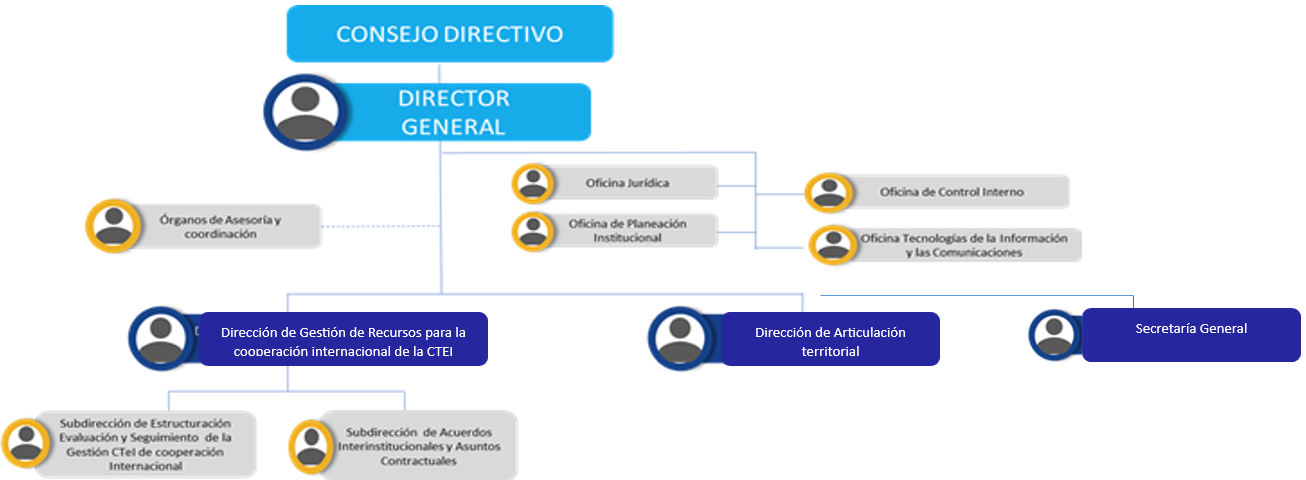 CONSEJO DIRECTIVO
DIRECTOR
GENERAL
Oficina Jurídica
Oficina de Control Interno
Órganos de Asesoría y
coordinación
Oficina de Planeación
Institucional
Oficina Tecnologías de la Información
y las Comunicaciones
Dirección de Gestión de Recursos para la
cooperación internacional de la CTEI
Dirección de Articulación
territorial
Secretaría General
Subdirección de Estructuración
Evaluación y Seguimiento de la
Gestión CTeI de cooperación
Internacional
Subdirección de Acuerdos
Interinstitucionales y Asuntos
Contractuales